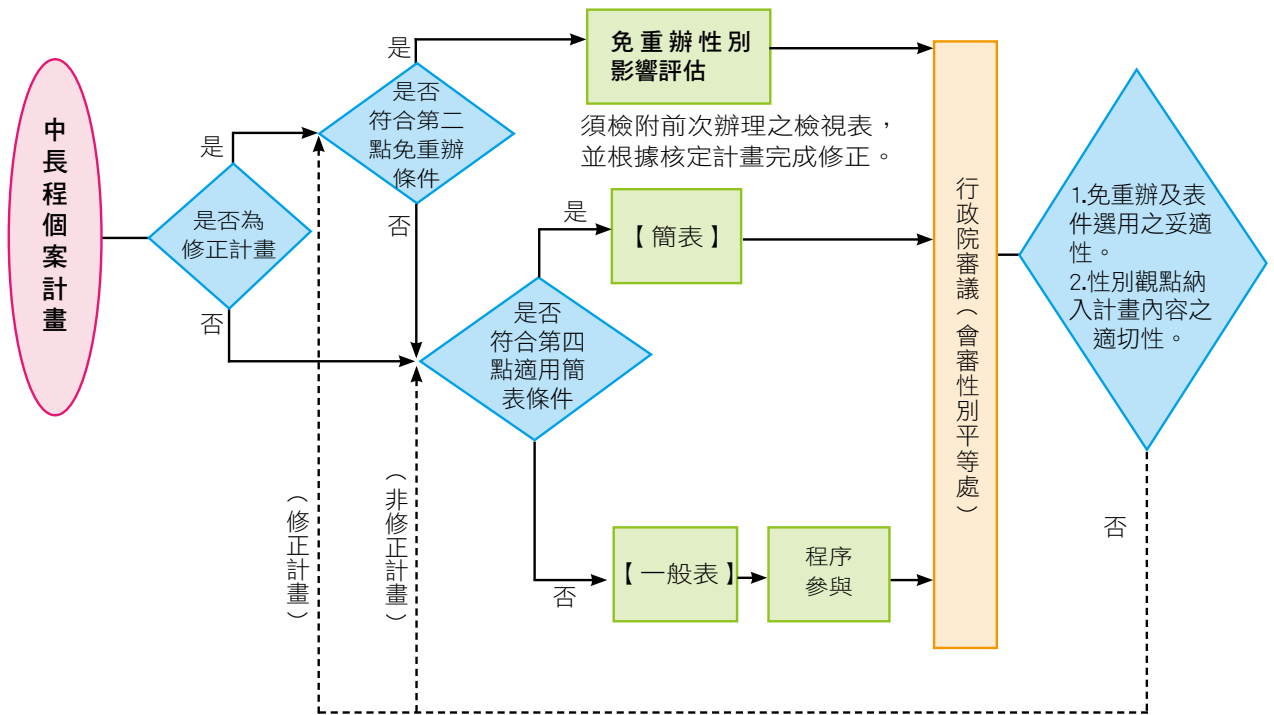 中長程個案計畫
是
是否為
修正計畫
否
是
是否
符合第二
點免重辦
條件
否
免重辦性別
影響評估
須檢附前次辦理之檢視表，
並根據核定計畫完成修正。
是
【簡表】
是否
符合第四
點適用簡
表條件
否
【一般表】
程序
參與
行政院審議（會審性別平等處）
1.免重辦及表
件選用之妥適
性。
2.性別觀點納
入計畫內容之
適切性。
否
（修正計畫）
（非修正計畫）